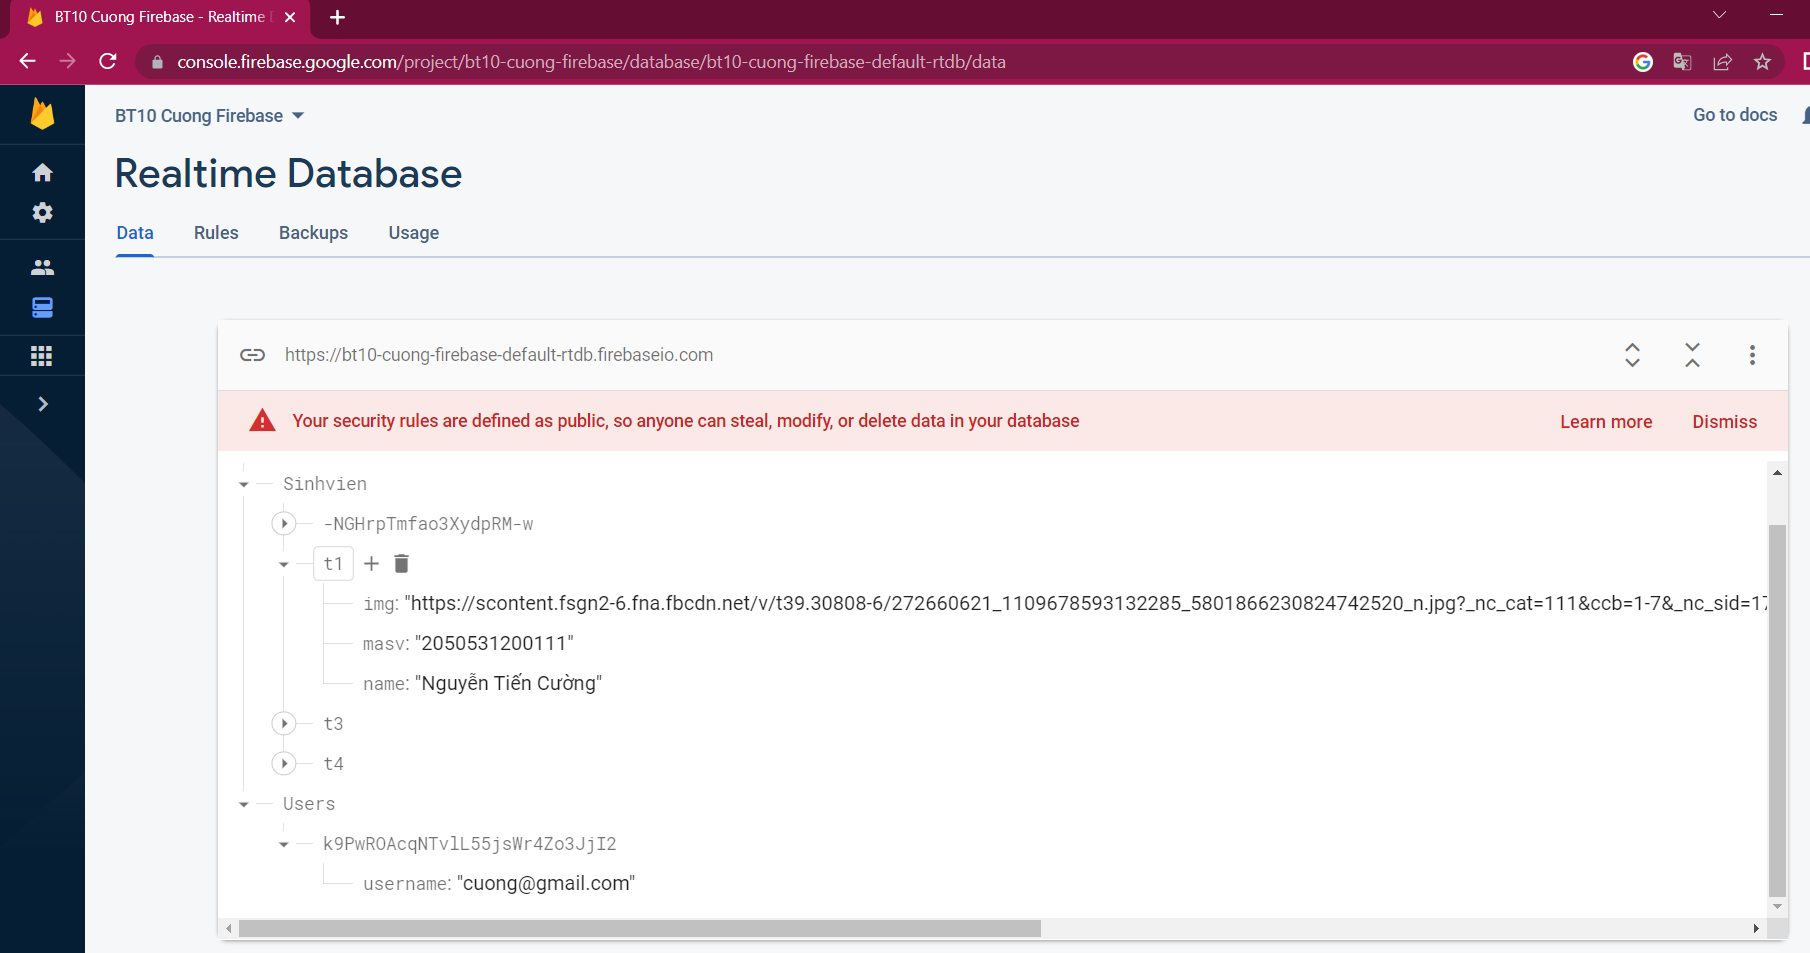 BT10 Cuong Firebase - Realtime D
console.firebase.google.com/project/bt10-cuong-firebase/database/bt10-cuong-firebase-default-rtdb/data
BT10 Cuong Firebase
Go to docs
Realtime Database
Data Rules Backups Usage
https://bt10-cuong-firebase-default-rtdb.firebaseio.com
Your security rules are defined as public, so anyone can steal, modify, or delete data in your database Learn more Dismiss
Sinhvien
-NGHrpTmfao3XydpRM-w
t1
img: "https://scontent.fsgn2-6.fna.fbcdn.net/v/t39.30808-6/272660621_1109678593132285_5801866230824742520_n.jpg?_nc_cat=111&ccb=1-7&_nc_sid=17
masv: "2050531200111"
name: "Nguyễn Tiến Cường"
t3
t4
Users
k9PwROAcqNTvlL55jsWr4Zo3JjI2
username: "cuong@gmail.com"